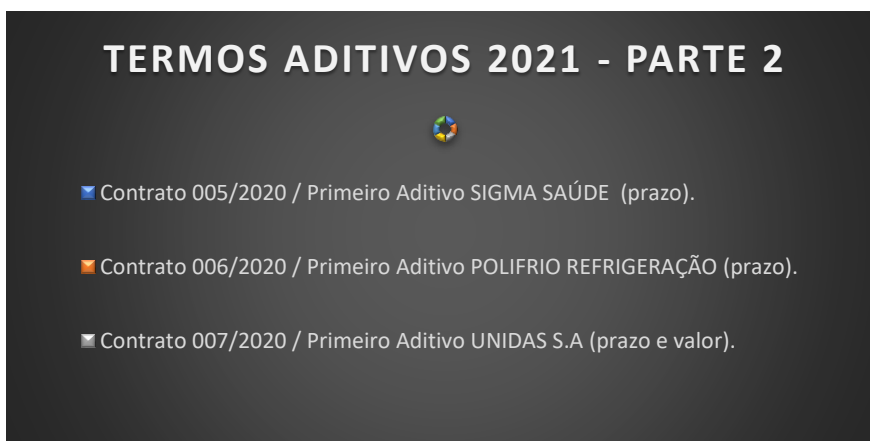 TERMOS ADITIVOS 2021 - PARTE 2
Contrato 005/2020 / Primeiro Aditivo SIGMA SAÚDE (prazo).
Contrato 006/2020 / Primeiro Aditivo POLIFRIO REFRIGERAÇÃO (prazo).
Contrato 007/2020 / Primeiro Aditivo UNIDAS S.A (prazo e valor).